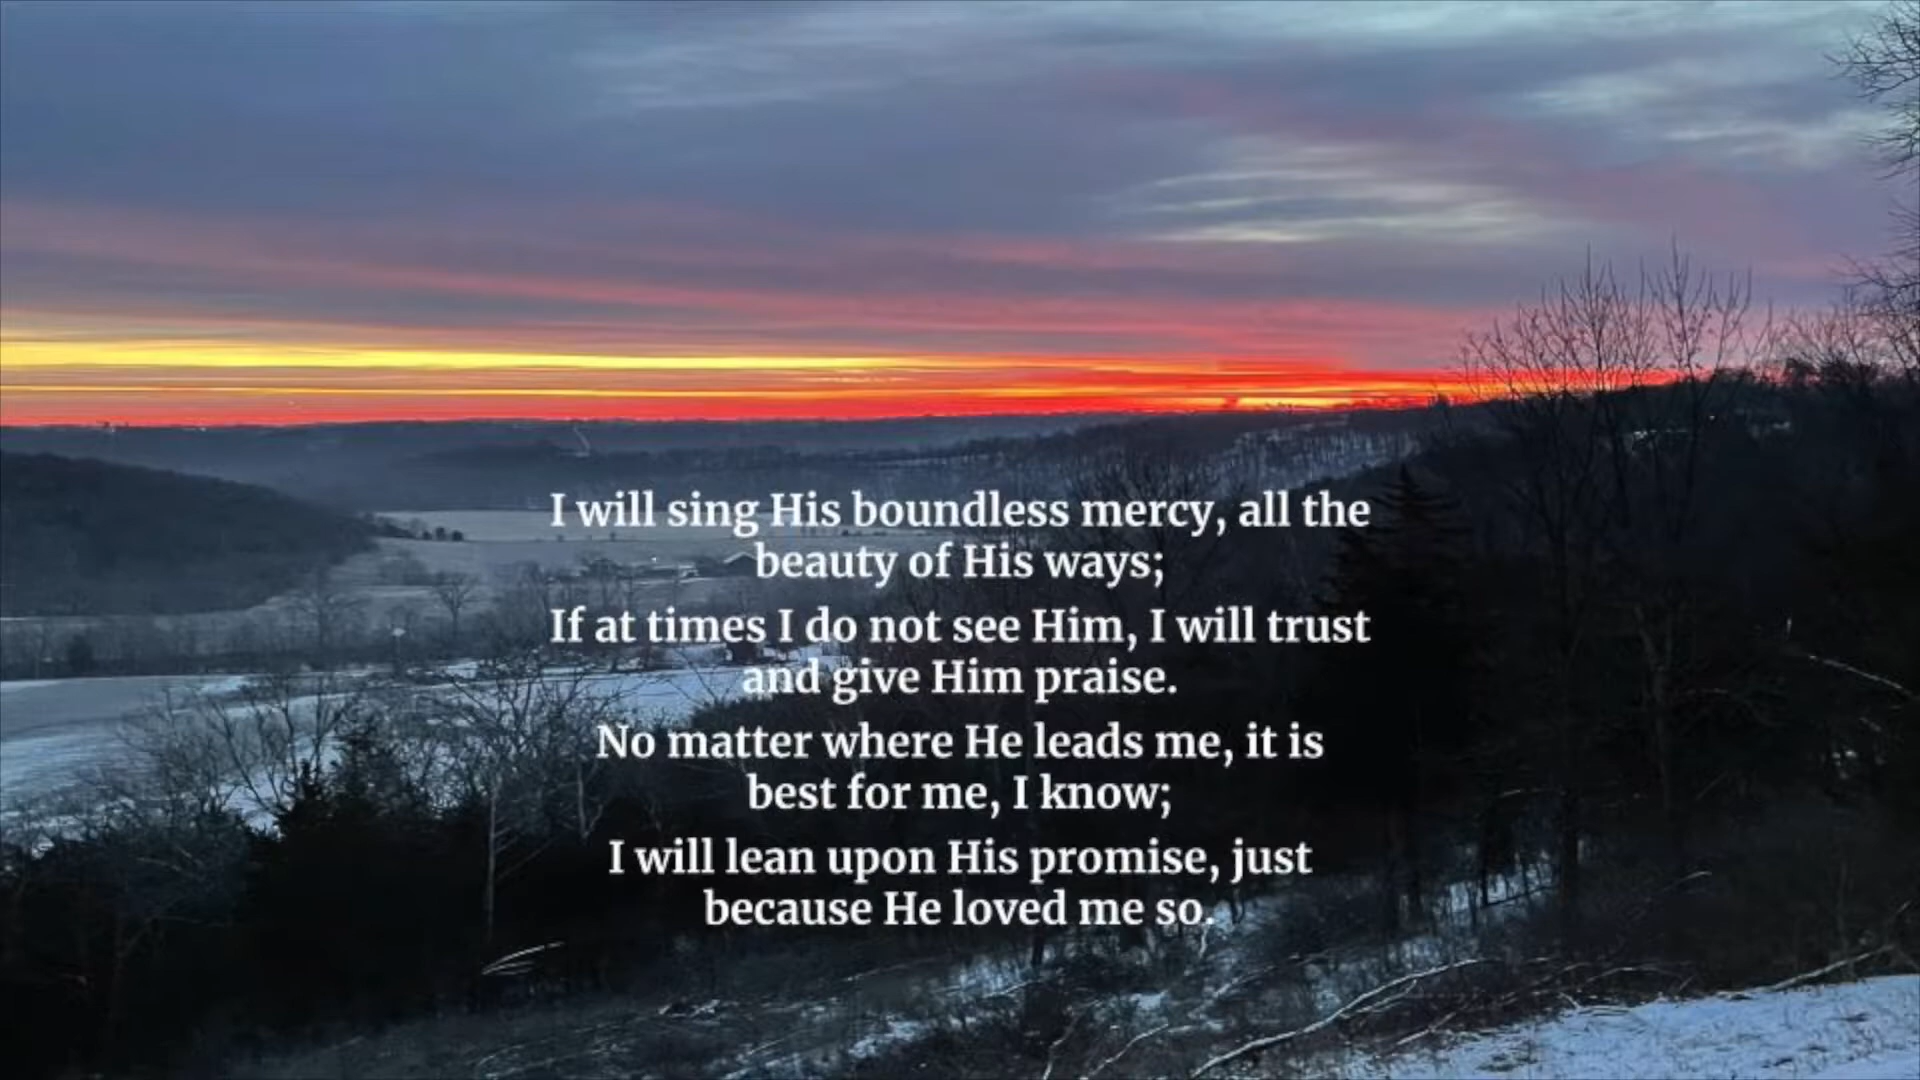 I will sing His boundless mercy, all the
beauty of His ways;
If at times I do not see Him, I will trust
and give Him praise.
No matter where He leads me, it is
best for me, I know;
I will lean upon His promise, just
because He loved me so.